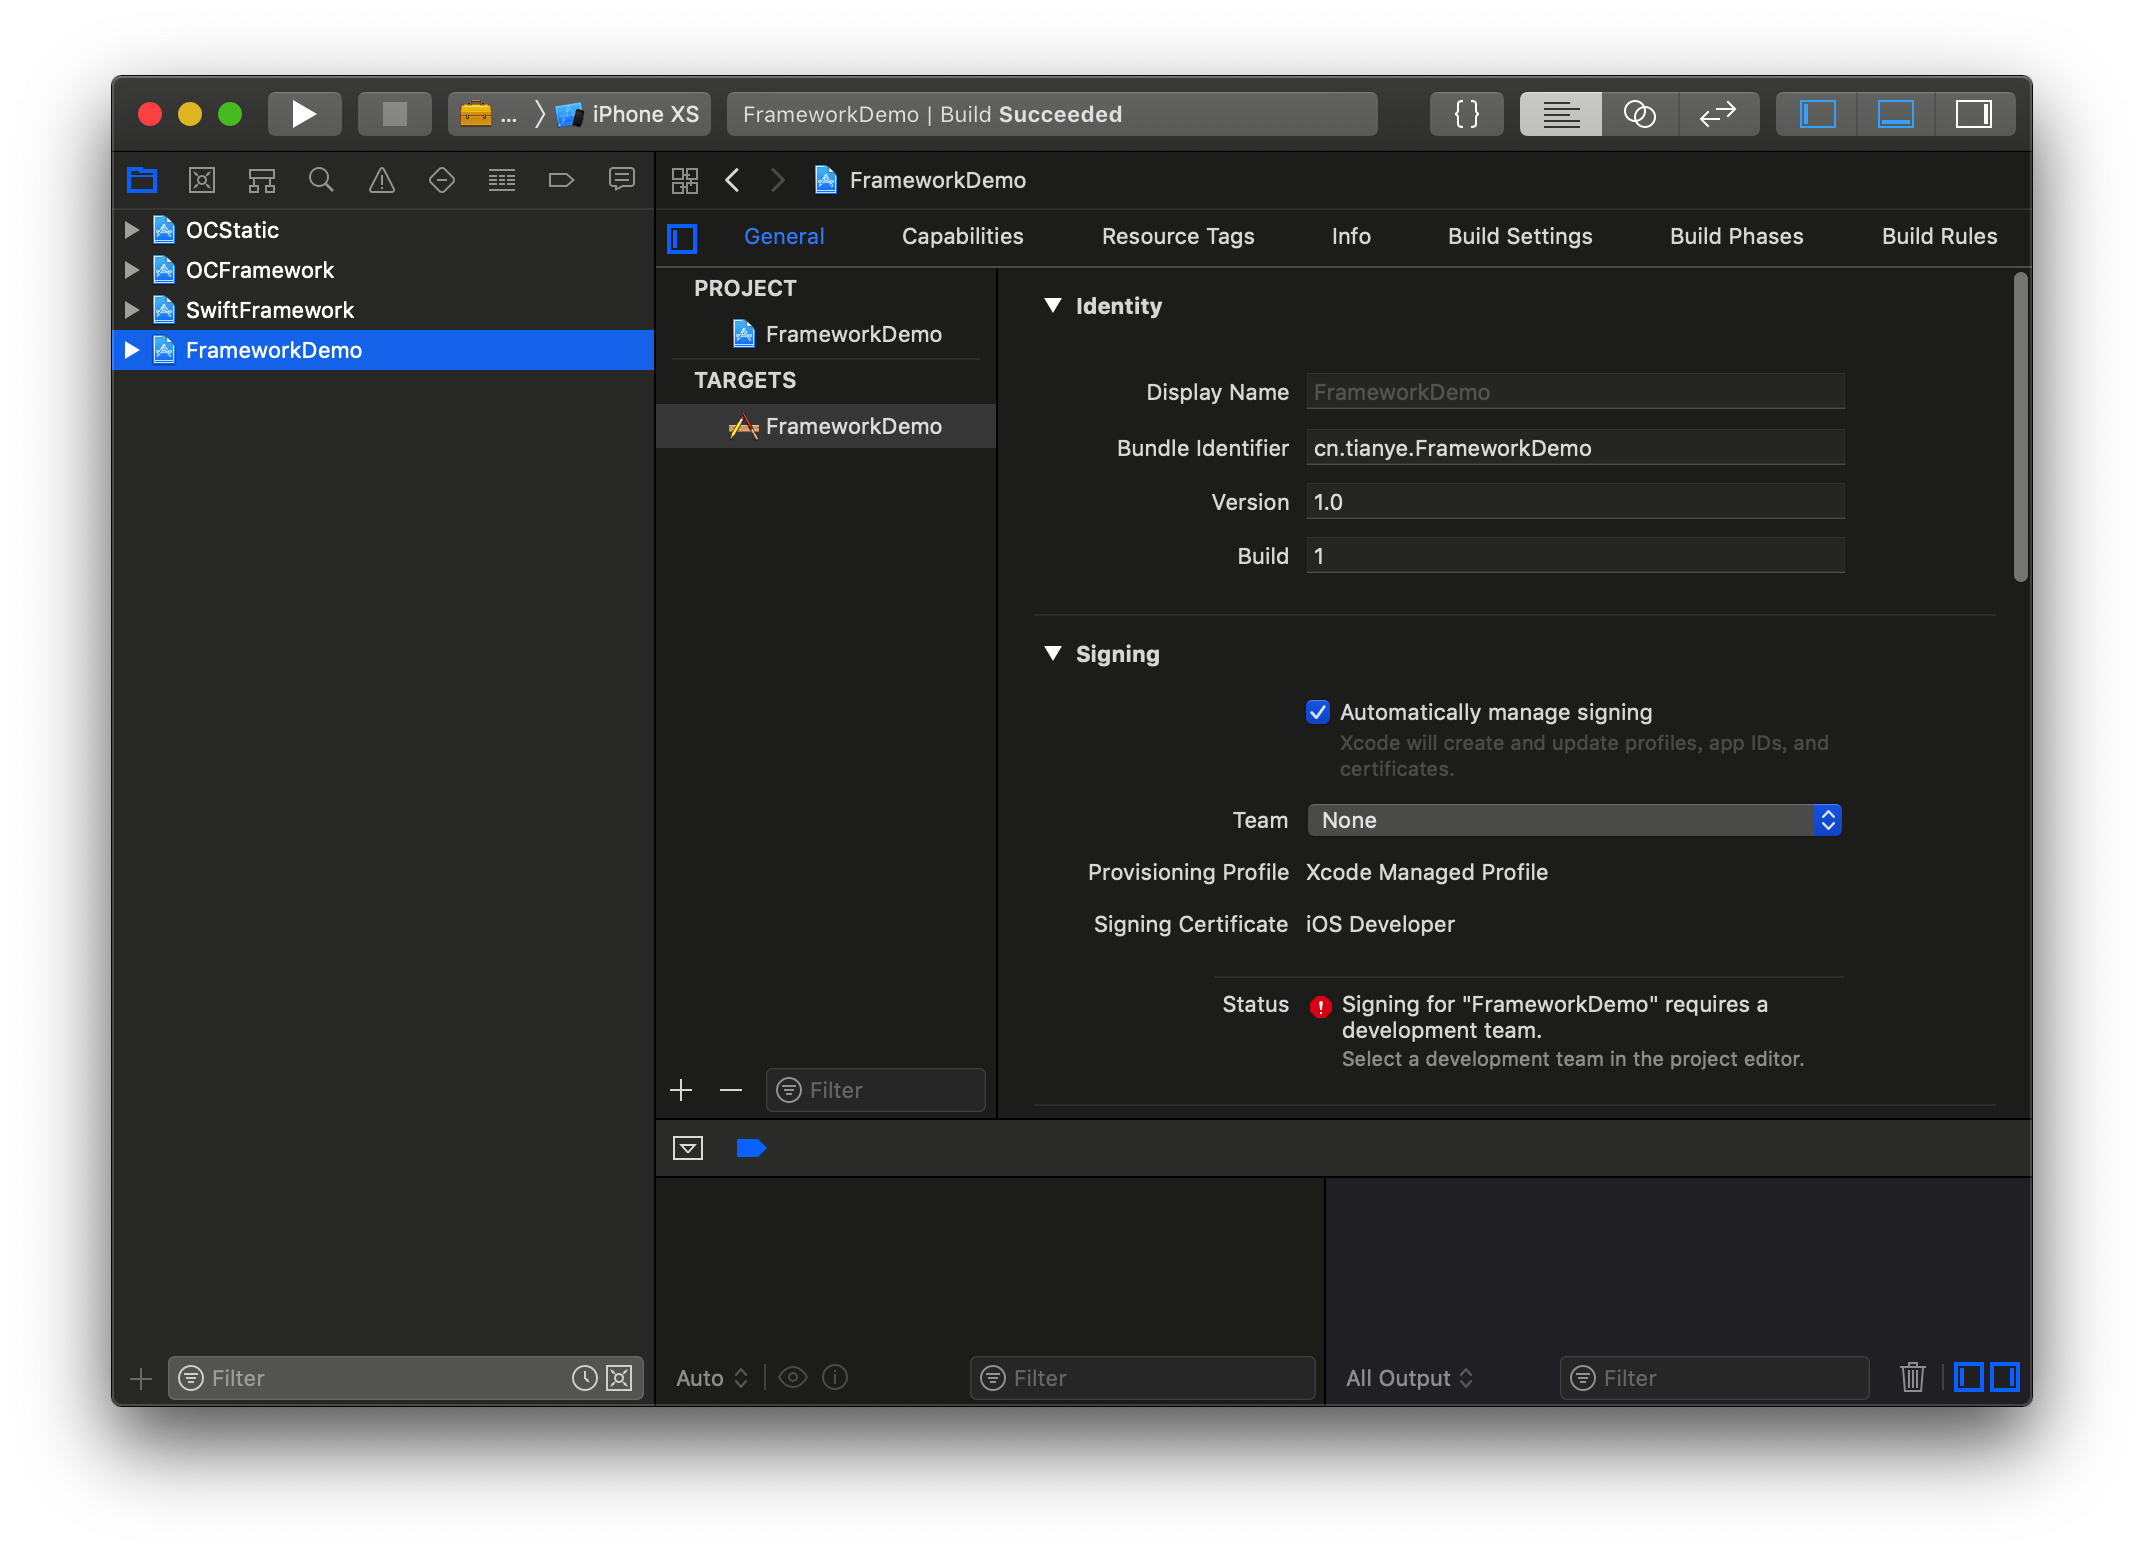 ... iPhone XS FrameworkDemo | Build Succeeded { }
FrameworkDemo
OCStatic
OCFramework
SwiftFramework
FrameworkDemo
General Capabilities Resource Tags Info Build Settings Build Phases Build Rules
PROJECT
FrameworkDemo
TARGETS
FrameworkDemo
Identity
Display Name FrameworkDemo
Bundle Identifier cn.tianye.FrameworkDemo
Version 1.0
Build 1
Signing
Automatically manage signing
Xcode will create and update profiles, app IDs, and
certificates.
Team None
Provisioning Profile Xcode Managed Profile
Signing Certificate iOS Developer
Status Signing for "FrameworkDemo" requires a
development team.
Select a development team in the project editor.
Filter
Filter
Auto Filter
All Output Filter